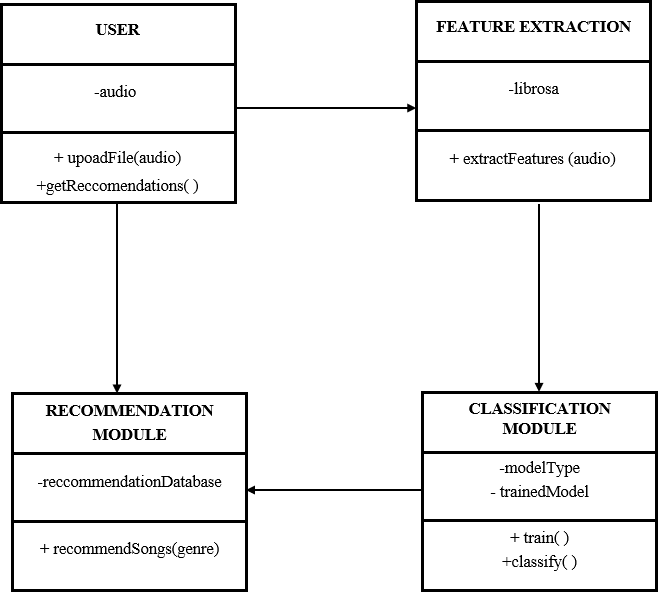 USER
-audio
+ upoadFile(audio)
+getReccomendations( )
FEATURE EXTRACTION
-librosa
+ extractFeatures (audio)
RECOMMENDATION
MODULE
-reccommendationDatabase
+ recommendSongs(genre)
CLASSIFICATION
MODULE
-modelType
- trainedModel
+ train( )
+classify( )